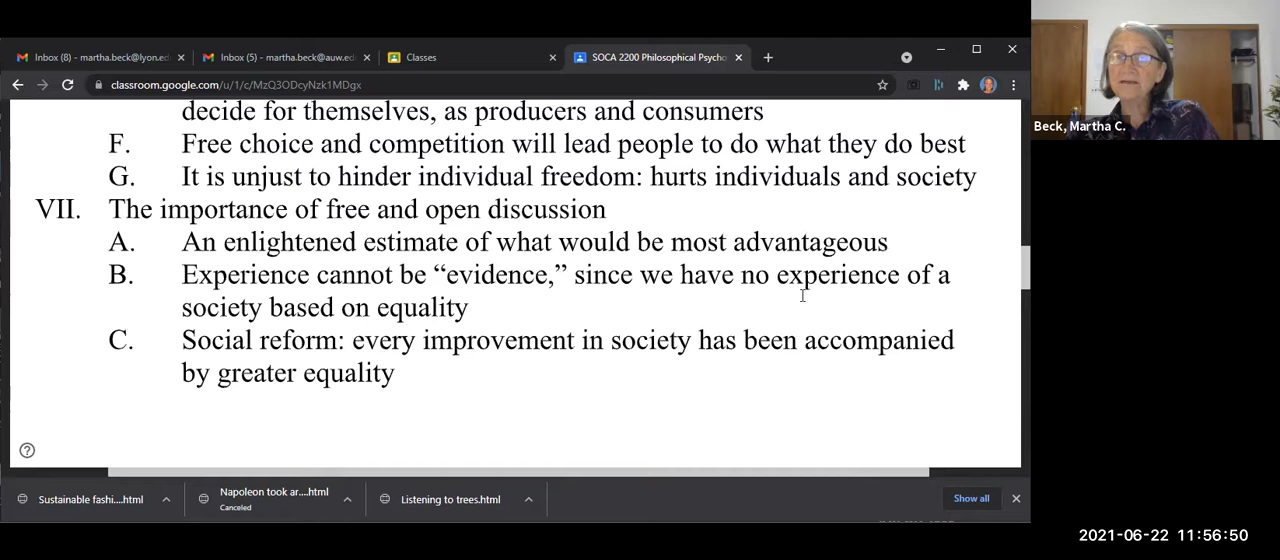 Inbox (8) - martha.beck@lyon.ed
Inbox (5) - martha.beck@auw.ed
Classes
SOCA 2200 Philosophical Psycho
classroom.google.com/u/1/c/MzQ3ODcyNzk1MDgx
decide for themselves, as producers and consumers
F. Free choice and competition will lead people to do what they do best
G. It is unjust to hinder individual freedom: hurts individuals and society
VII. The importance of free and open discussion
A. An enlightened estimate of what would be most advantageous
B. Experience cannot be “evidence,” since we have no experience of a
society based on equality
C. Social reform: every improvement in society has been accompanied
by greater equality
Sustainable fashi....html
Napoleon took ar....html
Canceled
Listening to trees.html
Show all
Beck, Martha C.
2021-06-22 11:56:50